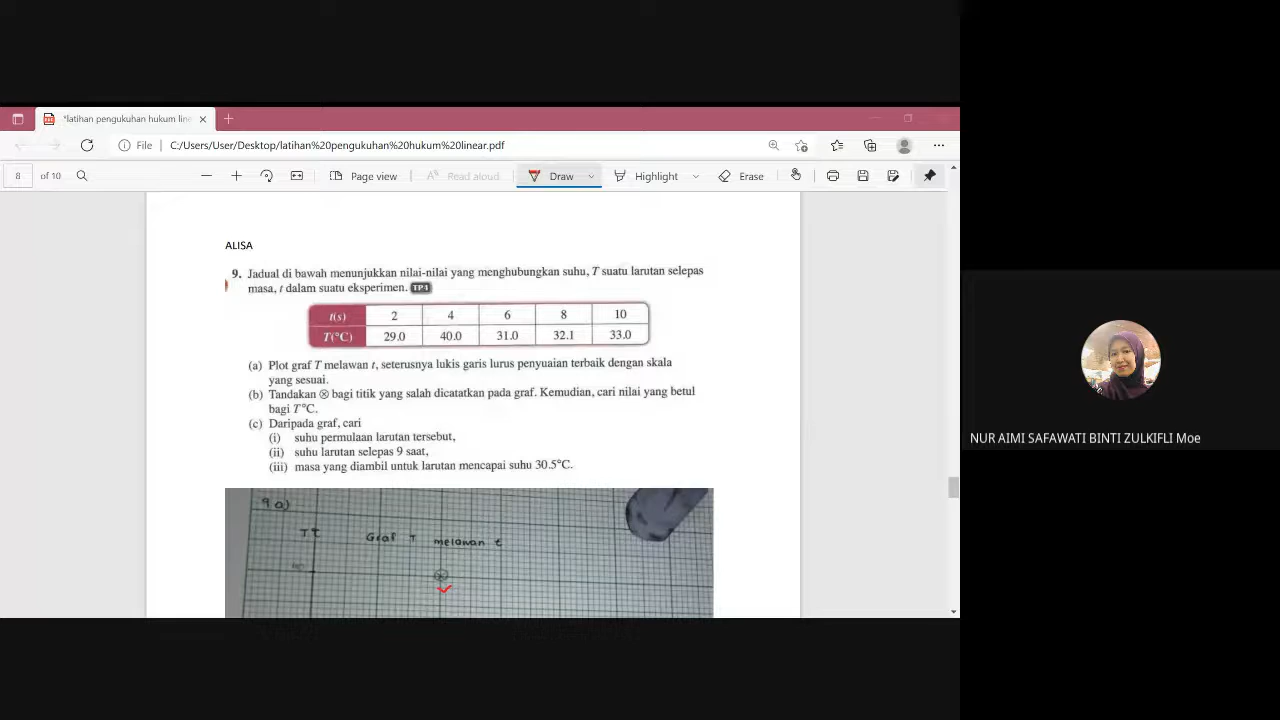 *latihan pengukuhan hukum line
File C:/Users/User/Desktop/latihan%20pengukuhan%20hukum%20linear.pdf
8 of 10 Page view Read aloud Draw Highlight Erase
ALISA
9. Jadual di bawah menunjukkan nilai-nilai yang menghubungkan suhu, T suatu larutan selepas
masa, t dalam suatu eksperimen. TP4
t(s) 2 4 6 8 10
T(°C) 29.0 40.0 31.0 32.1 33.0
(a) Plot graf T melawan t, seterusnya lukis garis lurus penyuaian terbaik dengan skala
yang sesuai.
(b) Tandakan ⊗ bagi titik yang salah dicatatkan pada graf. Kemudian, cari nilai yang betul
bagi T°C.
(c) Daripada graf, cari
(i) suhu permulaan larutan tersebut,
(ii) suhu larutan selepas 9 saat,
(iii) masa yang diambil untuk larutan mencapai suhu 30.5°C.
9 a)
Graf T melawan t
NUR AIMI SAFAWATI BINTI ZULKIFLI Moe